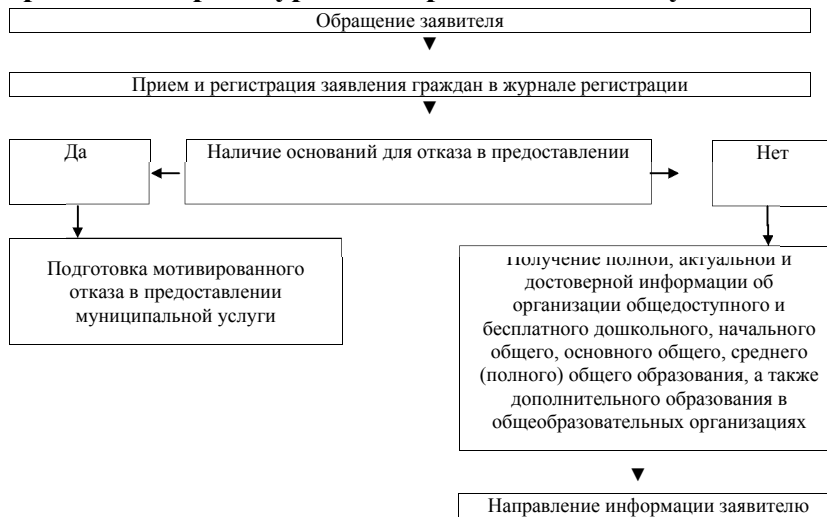 Обращение заявителя
Прием и регистрация заявления граждан в журнале регистрации
Да
Наличие оснований для отказа в предоставлении
Нет
Подготовка мотивированного
отказа в предоставлении
муниципальной услуги
Получение полной, актуальной и
достоверной информации об
организации общедоступного и
бесплатного дошкольного, начального
общего, основного общего, среднего
(полного) общего образования, а также
дополнительного образования в
общеобразовательных организациях
Направление информации заявителю